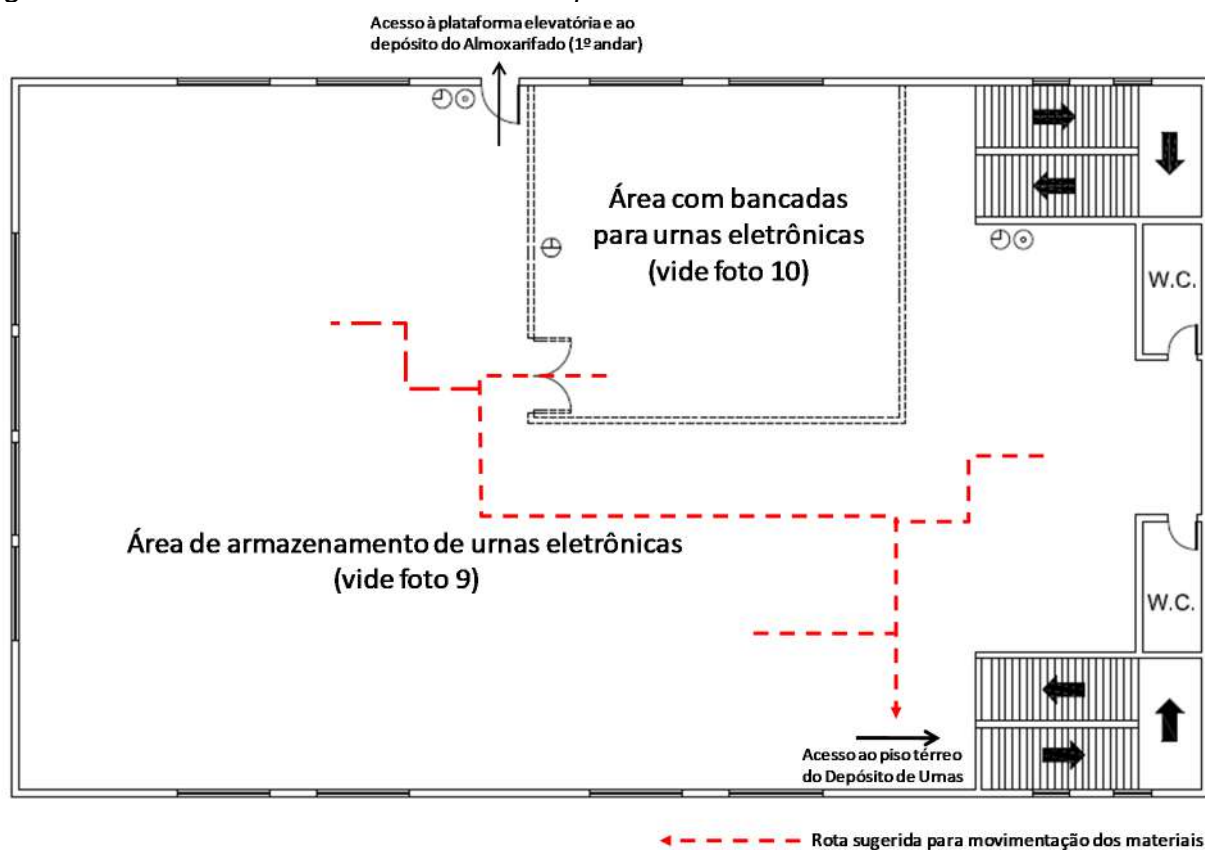 Acesso à plataforma elevatória e ao
depósito do Almoxarifado (1º andar)
Área com bancadas
para urnas eletrônicas
(vide foto 10)
W.C.
Área de armazenamento de urnas eletrônicas
(vide foto 9)
W.C.
Acesso ao piso térreo
do Depósito de Urnas
Rota sugerida para movimentação dos materiais